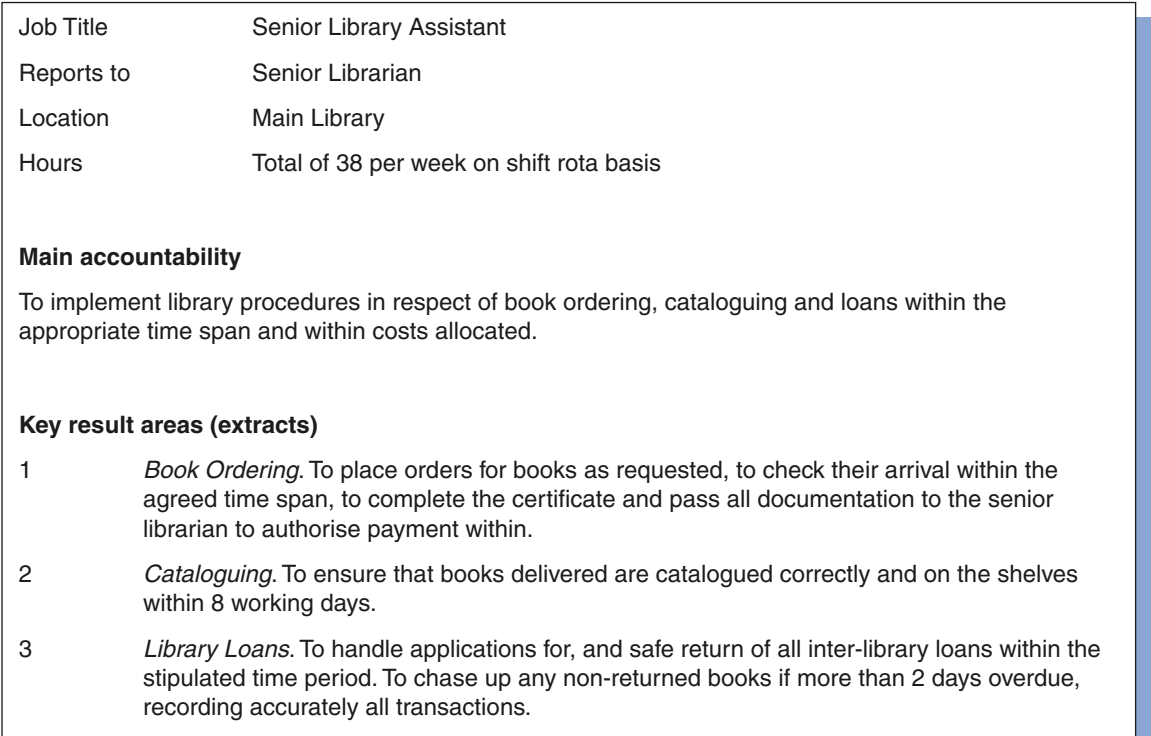 Job Title Senior Library Assistant
Reports to Senior Librarian
Location Main Library
Hours Total of 38 per week on shift rota basis
Main accountability
To implement library procedures in respect of book ordering, cataloguing and loans within the
appropriate time span and within costs allocated.
Key result areas (extracts)
1 Book Ordering. To place orders for books as requested, to check their arrival within the
agreed time span, to complete the certificate and pass all documentation to the senior
librarian to authorise payment within.
2 Cataloguing. To ensure that books delivered are catalogued correctly and on the shelves
within 8 working days.
3 Library Loans. To handle applications for, and safe return of all inter-library loans within the
stipulated time period. To chase up any non-returned books if more than 2 days overdue,
recording accurately all transactions.